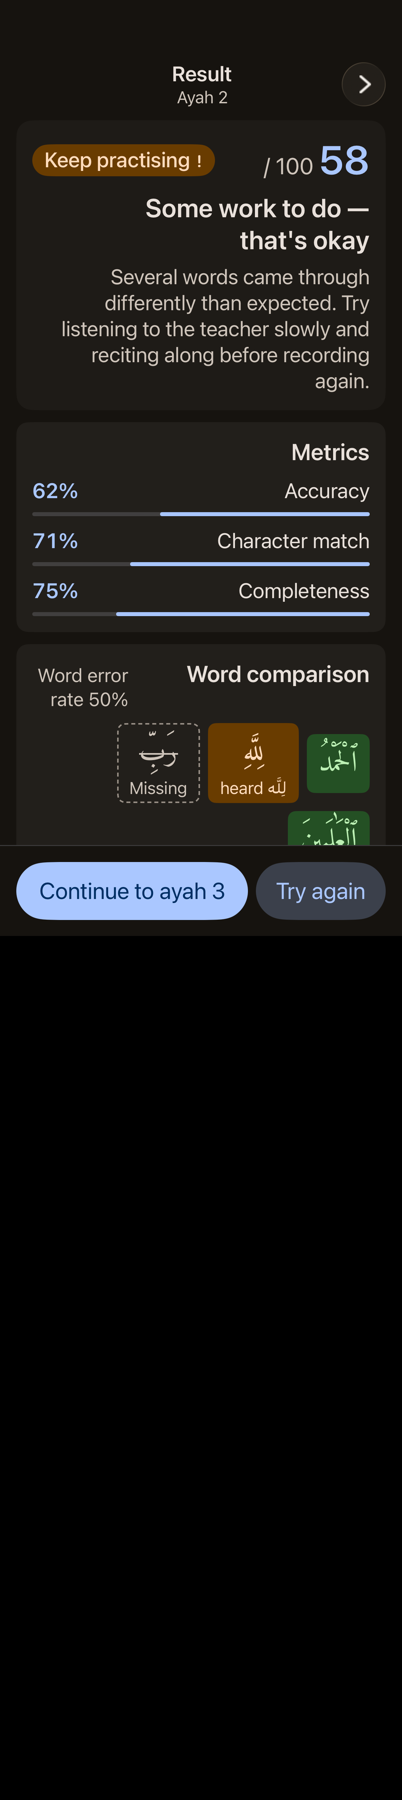 Result
Ayah 2
Keep practising !
58 / 100
Some work to do —
that's okay
Several words came through
differently than expected. Try
listening to the teacher slowly and
reciting along before recording
again.
Metrics
Accuracy 62%
Character match 71%
Completeness 75%
Word comparison
Word error
rate 50%
ٱلْحَمْدُ لِلَّهِ رَبِّ
heard لِلَّه Missing
ٱلْعَٰلَمِينَ
Continue to ayah 3
Try again